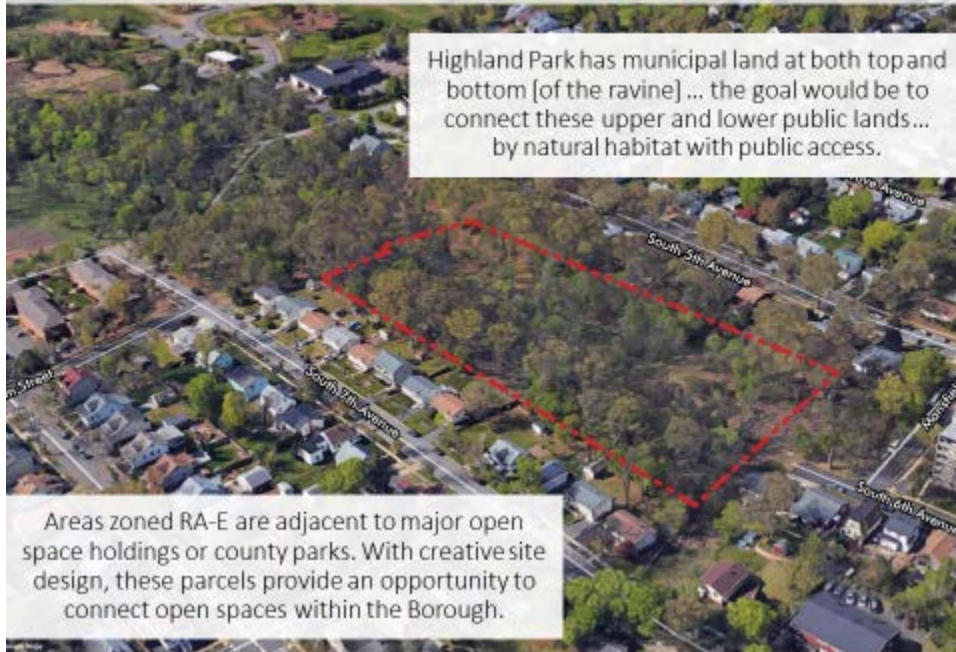 Highland Park has municipal land at both top and
bottom [of the ravine] ... the goal would be to
connect these upper and lower public lands...
by natural habitat with public access.
Avenue
South 5th Avenue
Street
South 7th Avenue
South 6th Avenue
Areas zoned RA-E are adjacent to major open
space holdings or county parks. With creative site
design, these parcels provide an opportunity to
connect open spaces within the Borough.